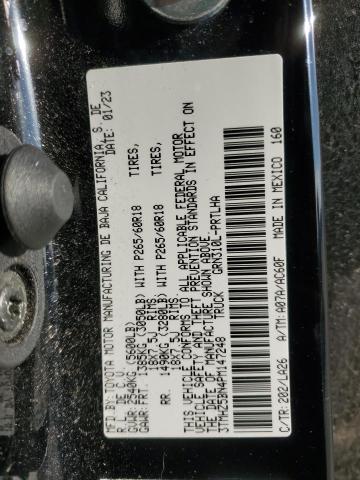 MFD.BY: TOYOTA MOTOR MANUFACTURING DE BAJA CALIFORNIA, S. DE
R.L. DE C.V. DATE: 01/23
GVWR: 2540KG (5600LB)
GAWR: FRT. 1385KG (3050LB) WITH P265/60R18 TIRES,
18X7.5J RIMS
RR. 1490KG (3280LB) WITH P265/60R18 TIRES,
18X7.5J RIMS
THIS VEHICLE CONFORMS TO ALL APPLICABLE FEDERAL MOTOR
VEHICLE SAFETY AND THEFT PREVENTION STANDARDS IN EFFECT ON
THE DATE OF MANUFACTURE SHOWN ABOVE.
3TMAZ5BN4PM147248 GRN310L-PRTLHA
TRUCK
C/TR: 202/LA26
A/TM: A07A/AC60F MADE IN MEXICO 160